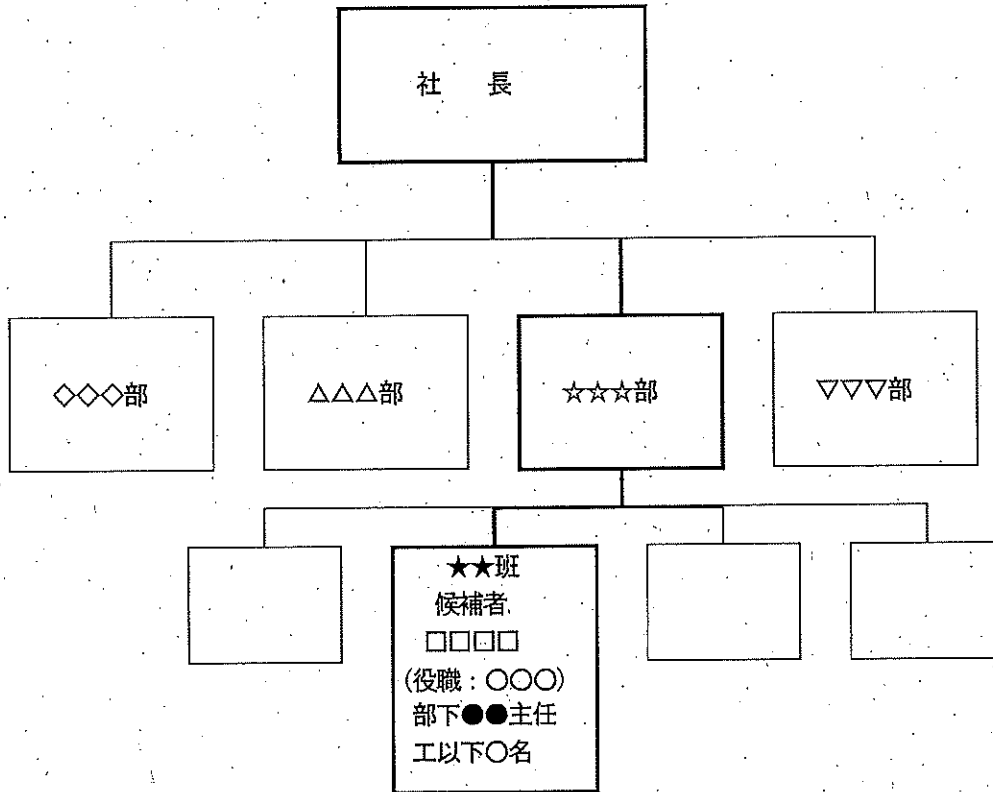 社　長
◇◇◇部
△△△部
☆☆☆部
▽▽▽部
★★班
候補者
□□□□
(役職：○○○)
部下●●主任
工以下○名